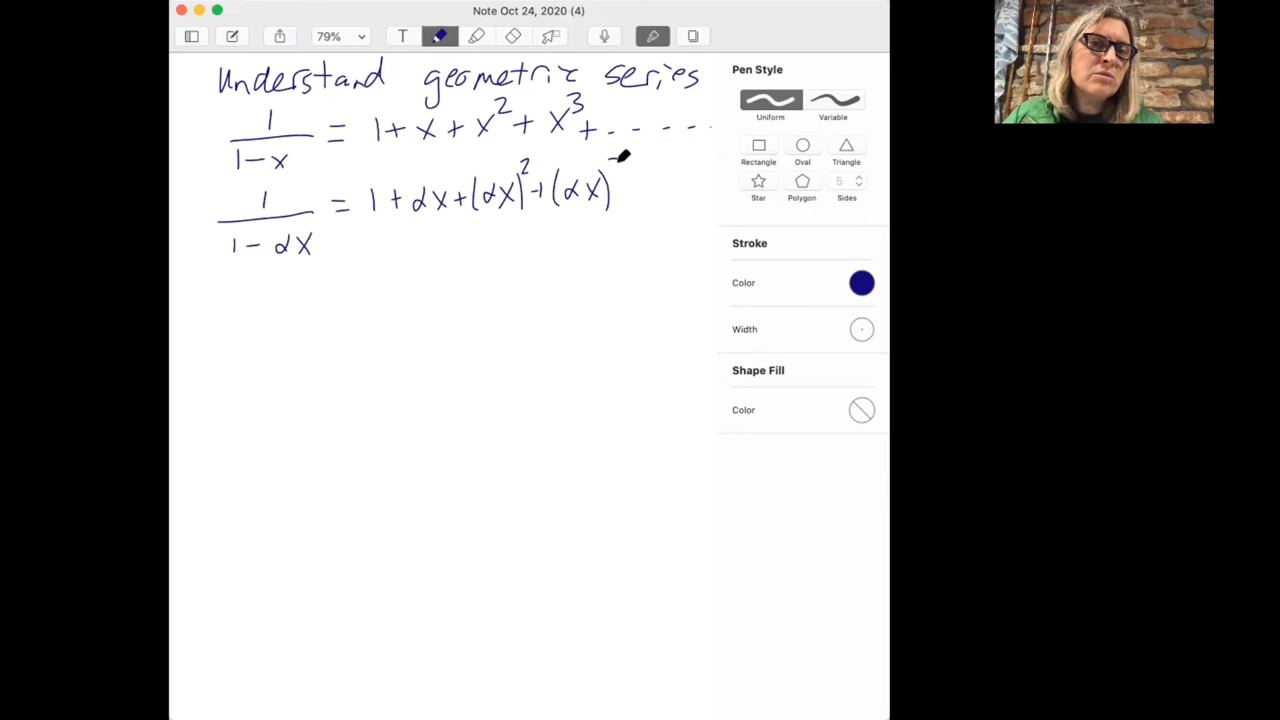 Note Oct 24, 2020 (4)
79%
T
Understand geometric series
1/(1-x) = 1 + x + x² + x³ + - - - - -
1/(1 - αx) = 1 + αx + (αx)² + (αx)
Pen Style
Uniform Variable
Rectangle Oval Triangle
5
Star Polygon Sides
Stroke
Color
Width
Shape Fill
Color